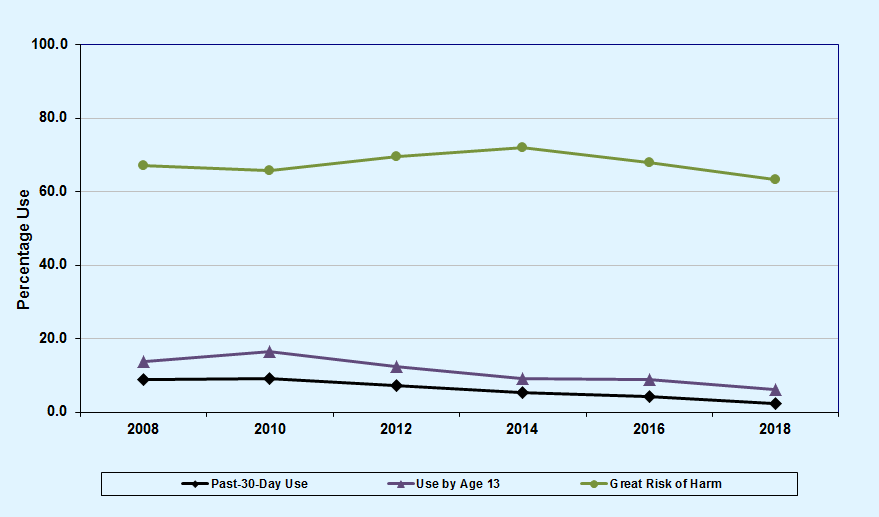 100.0
80.0
60.0
40.0
20.0
0.0
Percentage Use
2008 2010 2012 2014 2016 2018
Past-30-Day Use Use by Age 13 Great Risk of Harm